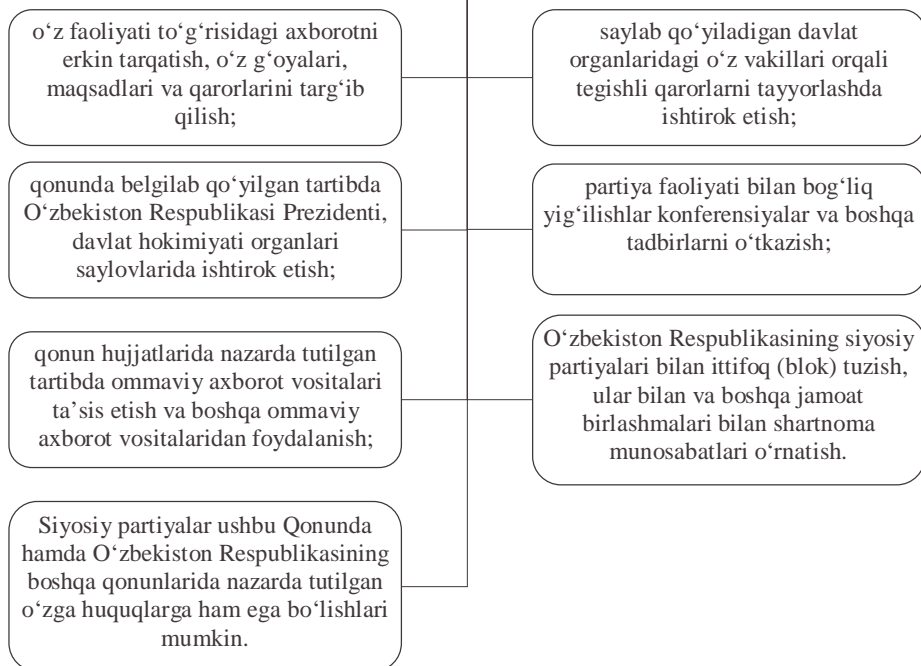 o‘z faoliyati to‘g‘risidagi axborotni
erkin tarqatish, o‘z g‘oyalari,
maqsadlari va qarorlarini targ‘ib
qilish;
saylab qo‘yiladigan davlat
organlaridagi o‘z vakillari orqali
tegishli qarorlarni tayyorlashda
ishtirok etish;
qonunda belgilab qo‘yilgan tartibda
O‘zbekiston Respublikasi Prezidenti,
davlat hokimiyati organlari
saylovlarida ishtirok etish;
partiya faoliyati bilan bog‘liq
yig‘ilishlar konferensiyalar va boshqa
tadbirlarni o‘tkazish;
qonun hujjatlarida nazarda tutilgan
tartibda ommaviy axborot vositalari
ta’sis etish va boshqa ommaviy
axborot vositalaridan foydalanish;
O‘zbekiston Respublikasining siyosiy
partiyalari bilan ittifoq (blok) tuzish,
ular bilan va boshqa jamoat
birlashmalari bilan shartnoma
munosabatlari o‘rnatish.
Siyosiy partiyalar ushbu Qonunda
hamda O‘zbekiston Respublikasining
boshqa qonunlarida nazarda tutilgan
o‘zga huquqlarga ham ega bo‘lishlari
mumkin.